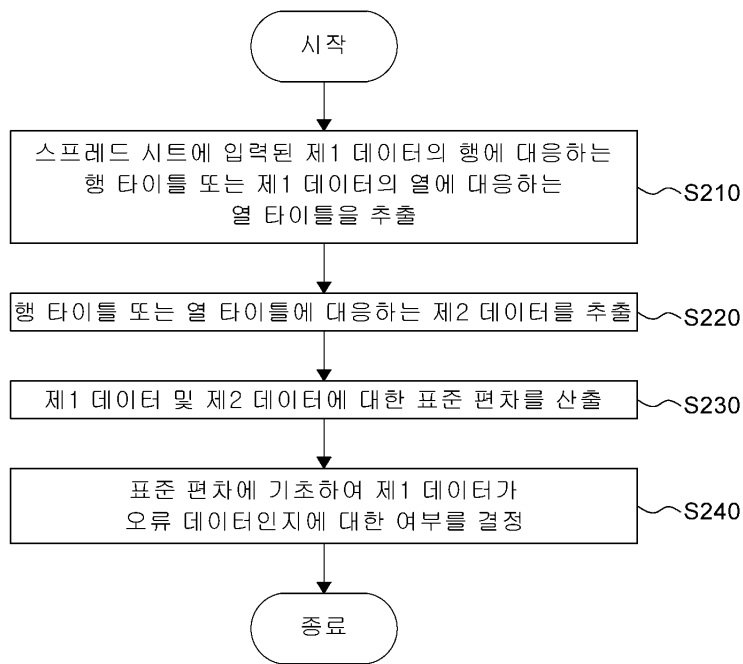 시작
스프레드 시트에 입력된 제1 데이터의 행에 대응하는
행 타이틀 또는 제1 데이터의 열에 대응하는
열 타이틀을 추출
S210
행 타이틀 또는 열 타이틀에 대응하는 제2 데이터를 추출
S220
제1 데이터 및 제2 데이터에 대한 표준 편차를 산출
S230
표준 편차에 기초하여 제1 데이터가
오류 데이터인지에 대한 여부를 결정
S240
종료